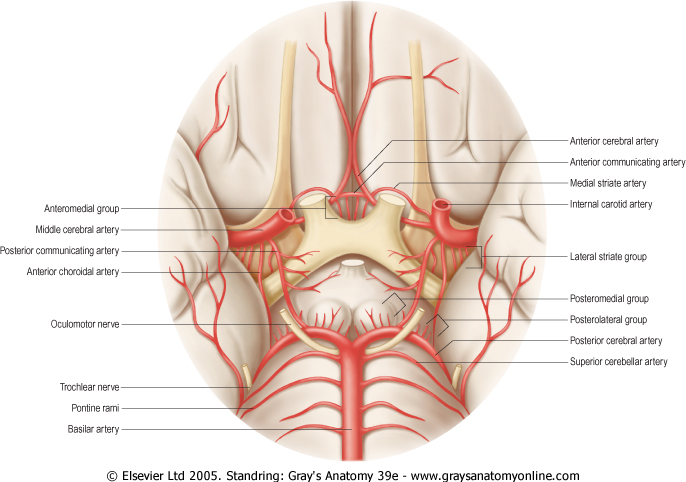 Anterior cerebral artery
Anterior communicating artery
Medial striate artery
Internal carotid artery
Lateral striate group
Posteromedial group
Posterolateral group
Posterior cerebral artery
Superior cerebellar artery
Anteromedial group
Middle cerebral artery
Posterior communicating artery
Anterior choroidal artery
Oculomotor nerve
Trochlear nerve
Pontine rami
Basilar artery
© Elsevier Ltd 2005. Standring: Gray's Anatomy 39e - www.graysanatomyonline.com